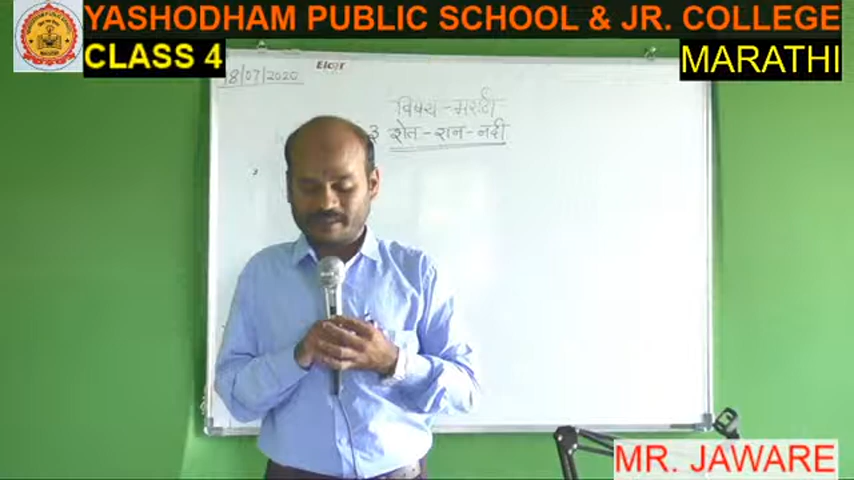 YASHODHAM PUBLIC SCHOOL & JR. COLLEGE
CLASS 4
MARATHI
8/07/2020
विषय - मराठी
3 शेत - रान - नदी
MR. JAWARE